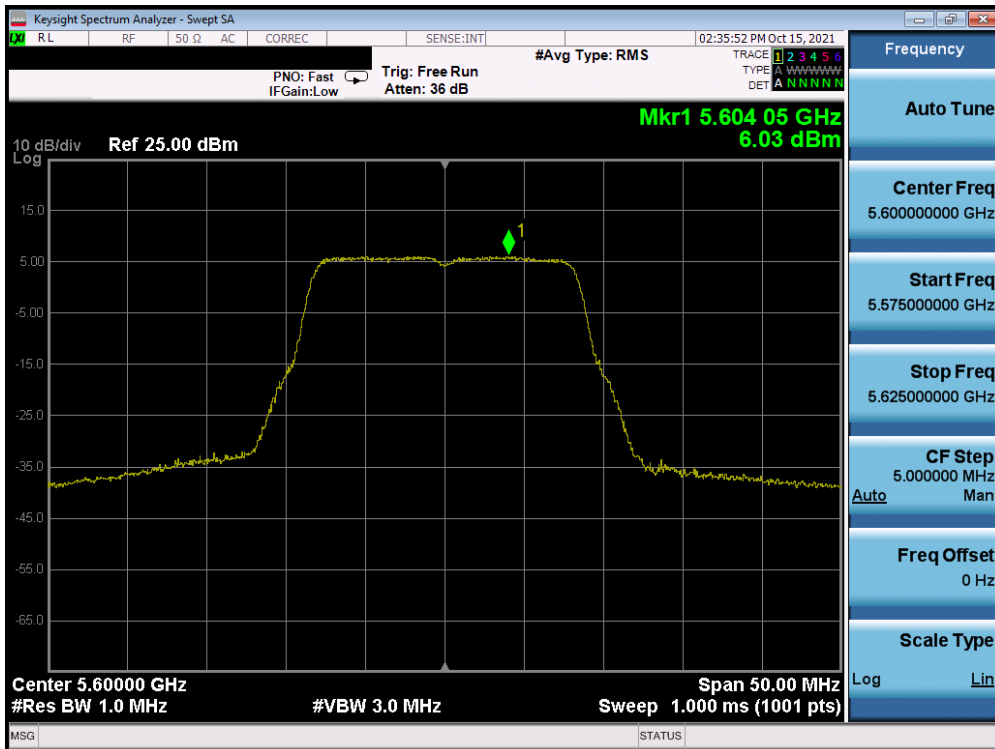 Keysight Spectrum Analyzer - Swept SA
LXI RL RF 50 Ω AC CORREC SENSE:INT 02:35:52 PM Oct 15, 2021
#Avg Type: RMS
TRACE 1 2 3 4 5 6
PNO: Fast Trig: Free Run
TYPE A WWWWW
IFGain:Low Atten: 36 dB
DET A N N N N N
Mkr1 5.604 05 GHz
6.03 dBm
10 dB/div Ref 25.00 dBm
Log
1
15.0
5.00
-5.00
-15.0
-25.0
-35.0
-45.0
-55.0
-65.0
Center 5.60000 GHz Span 50.00 MHz
#Res BW 1.0 MHz #VBW 3.0 MHz Sweep 1.000 ms (1001 pts)
MSG STATUS
Frequency
Auto Tune
Center Freq
5.600000000 GHz
Start Freq
5.575000000 GHz
Stop Freq
5.625000000 GHz
CF Step
5.000000 MHz
Auto Man
Freq Offset
0 Hz
Scale Type
Log Lin